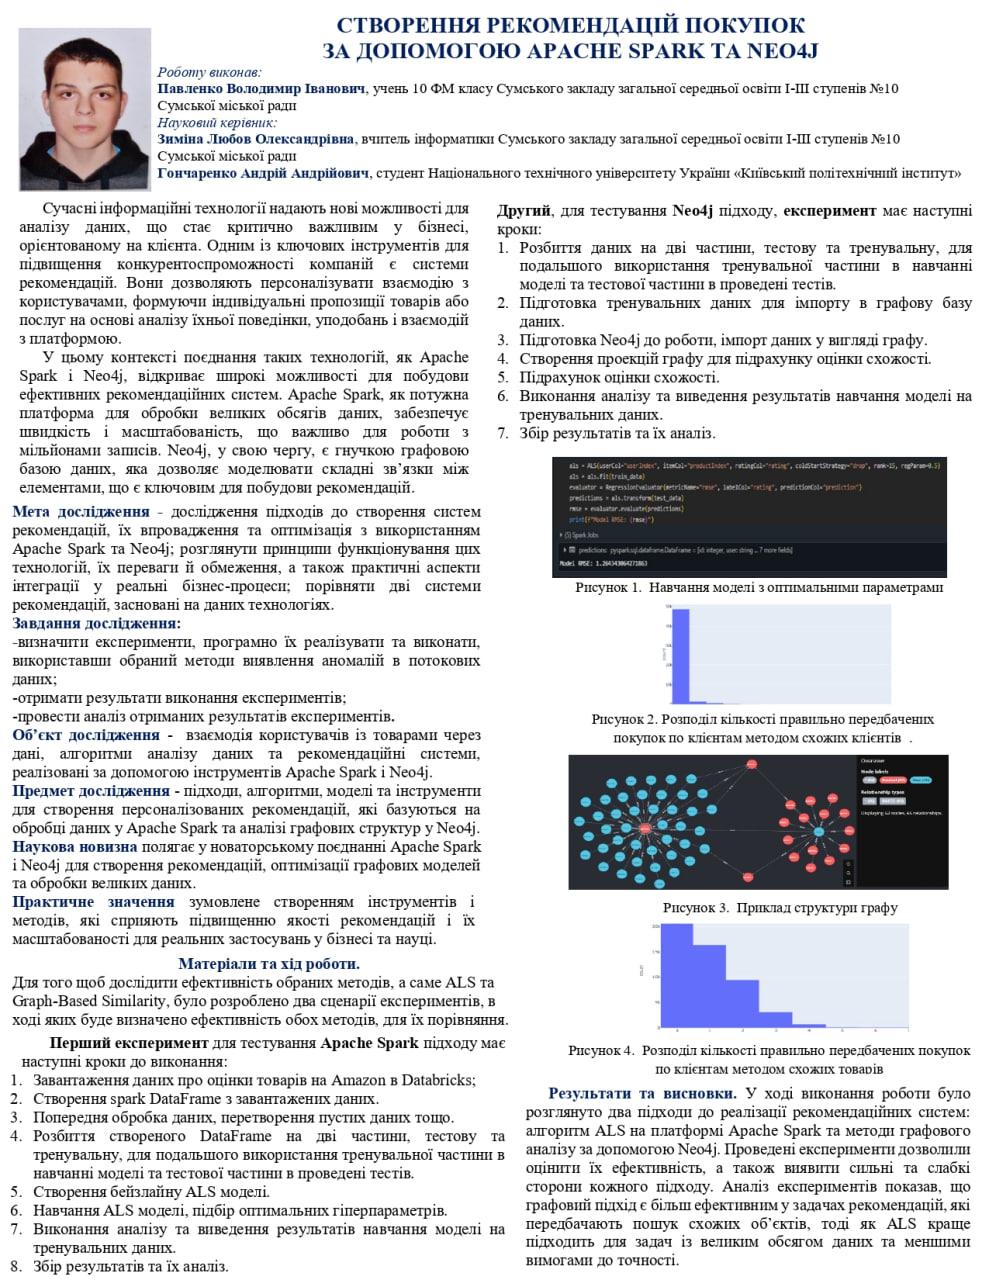 СТВОРЕННЯ РЕКОМЕНДАЦІЙ ПОКУПОК
ЗА ДОПОМОГОЮ APACHE SPARK ТА NEO4J
Роботу виконав:
Павленко Володимир Іванович, учень 10 ФМ класу Сумського закладу загальної середньої освіти І-ІІІ ступенів №10
Сумської міської ради
Науковий керівник:
Зиміна Любов Олександрівна, вчитель інформатики Сумського закладу загальної середньої освіти І-ІІІ ступенів №10
Сумської міської ради
Гончаренко Андрій Андрійович, студент Національного технічного університету України «Київський політехнічний інститут»
Сучасні інформаційні технології надають нові можливості для
аналізу даних, що стає критично важливим у бізнесі,
орієнтованому на клієнта. Одним із ключових інструментів для
підвищення конкурентоспроможності компаній є системи
рекомендацій. Вони дозволяють персоналізувати взаємодію з
користувачами, формуючи індивідуальні пропозиції товарів або
послуг на основі аналізу їхньої поведінки, уподобань і взаємодій
з платформою.
У цьому контексті поєднання таких технологій, як Apache
Spark і Neo4j, відкриває широкі можливості для побудови
ефективних рекомендаційних систем. Apache Spark, як потужна
платформа для обробки великих обсягів даних, забезпечує
швидкість і масштабованість, що важливо для роботи з
мільйонами записів. Neo4j, у свою чергу, є гнучкою графовою
базою даних, яка дозволяє моделювати складні зв’язки між
елементами, що є ключовим для побудови рекомендацій.
Мета дослідження - дослідження підходів до створення систем
рекомендацій, їх впровадження та оптимізація з використанням
Apache Spark та Neo4j; розглянути принципи функціонування цих
технологій, їх переваги й обмеження, а також практичні аспекти
інтеграції у реальні бізнес-процеси; порівняти дві системи
рекомендацій, засновані на даних технологіях.
Завдання дослідження:
-визначити експерименти, програмно їх реалізувати та виконати,
використавши обраний методи виявлення аномалій в потокових
даних;
-отримати результати виконання експериментів;
-провести аналіз отриманих результатів експериментів.
Об’єкт дослідження - взаємодія користувачів із товарами через
дані, алгоритми аналізу даних та рекомендаційні системи,
реалізовані за допомогою інструментів Apache Spark і Neo4j.
Предмет дослідження - підходи, алгоритми, моделі та інструменти
для створення персоналізованих рекомендацій, які базуються на
обробці даних у Apache Spark та аналізі графових структур у Neo4j.
Наукова новизна полягає у новаторському поєднанні Apache Spark
і Neo4j для створення рекомендацій, оптимізації графових моделей
та обробки великих даних.
Практичне значення зумовлене створенням інструментів і
методів, які сприяють підвищенню якості рекомендацій і їх
масштабованості для реальних застосувань у бізнесі та науці.
Матеріали та хід роботи.
Для того щоб дослідити ефективність обраних методів, а саме ALS та
Graph-Based Similarity, було розроблено два сценарії експериментів, в
ході яких буде визначено ефективність обох методів, для їх порівняння.
Перший експеримент для тестування Apache Spark підходу має
наступні кроки до виконання:
1. Завантаження даних про оцінки товарів на Amazon в Databricks;
2. Створення spark DataFrame з завантажених даних.
3. Попередня обробка даних, перетворення пустих даних тощо.
4. Розбиття створеного DataFrame на дві частини, тестову та
тренувальну, для подальшого використання тренувальної частини в
навчанні моделі та тестової частини в проведені тестів.
5. Створення бейзлайну ALS моделі.
6. Навчання ALS моделі, підбір оптимальних гіперпараметрів.
7. Виконання аналізу та виведення результатів навчання моделі на
тренувальних даних.
8. Збір результатів та їх аналіз.
Другий, для тестування Neo4j підходу, експеримент має наступні
кроки:
1. Розбиття даних на дві частини, тестову та тренувальну, для
подальшого використання тренувальної частини в навчанні
моделі та тестової частини в проведені тестів.
2. Підготовка тренувальних даних для імпорту в графову базу
даних.
3. Підготовка Neo4j до роботи, імпорт даних у вигляді графу.
4. Створення проекцій графу для підрахунку оцінки схожості.
5. Підрахунок оцінки схожості.
6. Виконання аналізу та виведення результатів навчання моделі на
тренувальних даних.
7. Збір результатів та їх аналіз.
als = ALS(userCol="userIndex", itemCol="productIndex", ratingCol="rating", coldStartStrategy="drop", rank=15, regParam=0.5)
als = als.fit(train_data)
evaluator = RegressionEvaluator(metricName="rmse", labelCol="rating", predictionCol="prediction")
predictions = als.transform(test_data)
rmse = evaluator.evaluate(predictions)
print(f"Model RMSE: {rmse}")
(5) Spark Jobs
predictions: pyspark.sql.dataframe.DataFrame = [id: integer, user: string ... 7 more fields]
Model RMSE: 1.264343064271863
Рисунок 1. Навчання моделі з оптимальними параметрами
Рисунок 2. Розподіл кількості правильно передбачених
покупок по клієнтам методом схожих клієнтів .
Node labels
Relationship types
Рисунок 3. Приклад структури графу
Рисунок 4. Розподіл кількості правильно передбачених покупок
по клієнтам методом схожих товарів
Результати та висновки. У ході виконання роботи було
розглянуто два підходи до реалізації рекомендаційних систем:
алгоритм ALS на платформі Apache Spark та методи графового
аналізу за допомогою Neo4j. Проведені експерименти дозволили
оцінити їх ефективність, а також виявити сильні та слабкі
сторони кожного підходу. Аналіз експериментів показав, що
графовий підхід є більш ефективним у задачах рекомендацій, які
передбачають пошук схожих об’єктів, тоді як ALS краще
підходить для задач із великим обсягом даних та меншими
вимогами до точності.